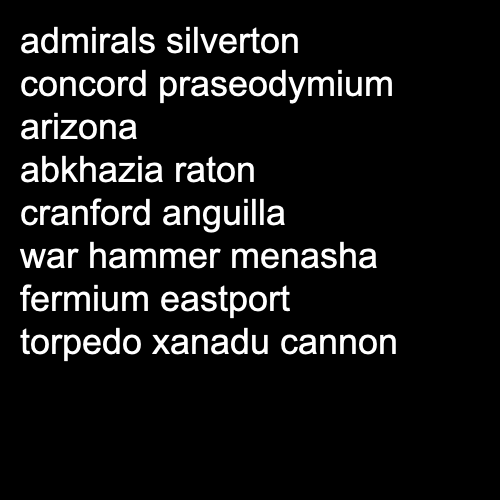 admirals silverton
concord praseodymium
arizona
abkhazia raton
cranford anguilla
war hammer menasha
fermium eastport
torpedo xanadu cannon